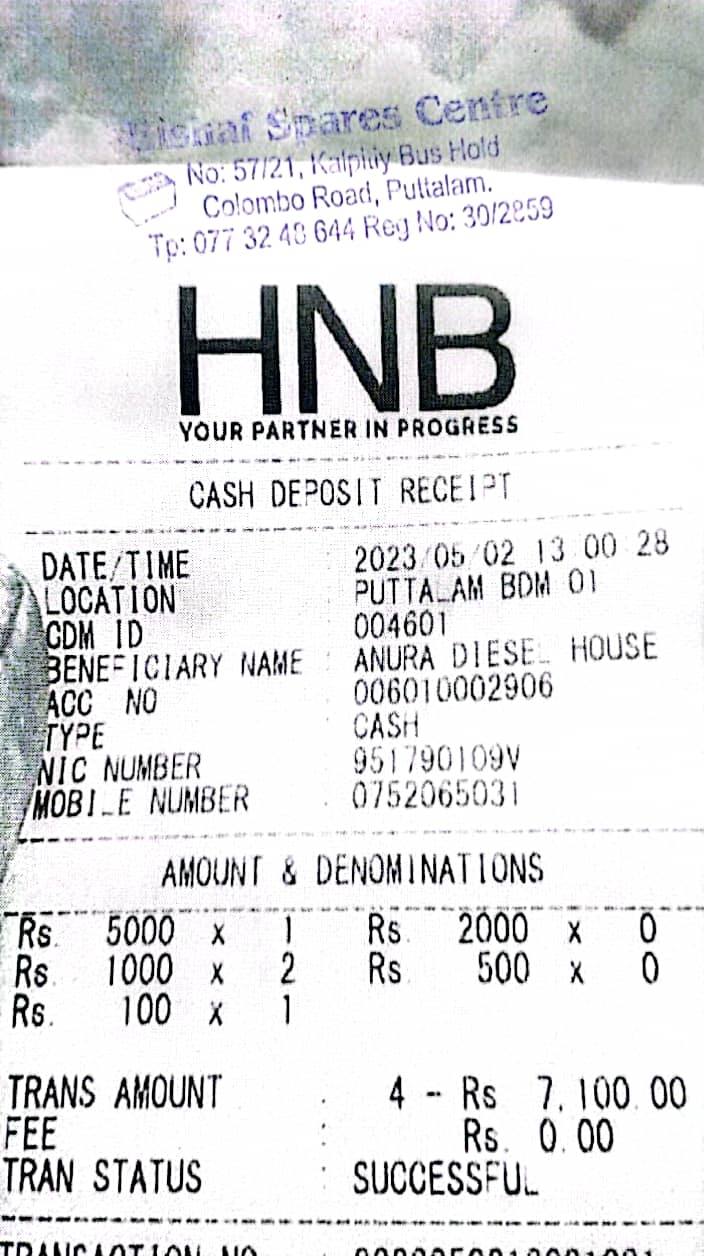 Spares Centre
No: 57/21, Kalpitiy Bus Hold
Colombo Road, Puttalam.
Tp: 077 32 48 644 Reg No: 30/2859
HNB
YOUR PARTNER IN PROGRESS
CASH DEPOSIT RECEIPT
DATE/TIME : 2023/05/02 13:00:28
LOCATION : PUTTALAM BDM 01
CDM ID : 004601
BENEFICIARY NAME : ANURA DIESEL HOUSE
ACC NO : 006010002906
TYPE : CASH
NIC NUMBER : 951790109V
MOBILE NUMBER : 0752065031
AMOUNT & DENOMINATIONS
Rs. 5000 x 1 Rs. 2000 x 0
Rs. 1000 x 2 Rs. 500 x 0
Rs. 100 x 1
TRANS AMOUNT : 4 - Rs. 7,100.00
FEE : Rs. 0.00
TRAN STATUS : SUCCESSFUL
TRANSACTION NO